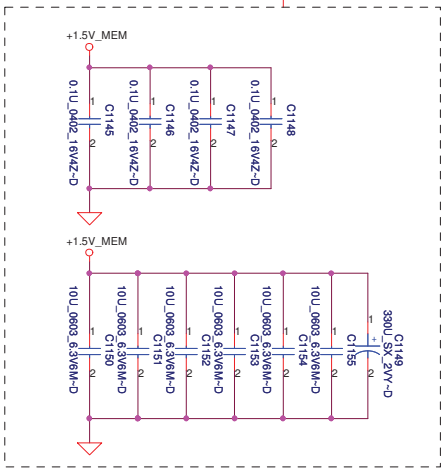 +1.5V_MEM
1
2
0.1U_0402_16V4Z~D
C1145
1
2
0.1U_0402_16V4Z~D
C1146
1
2
0.1U_0402_16V4Z~D
C1147
1
2
0.1U_0402_16V4Z~D
C1148
+1.5V_MEM
1
2
10U_0603_6.3V6M~D
C1150
1
2
10U_0603_6.3V6M~D
C1151
1
2
10U_0603_6.3V6M~D
C1152
1
2
10U_0603_6.3V6M~D
C1153
1
2
10U_0603_6.3V6M~D
C1154
1
2
10U_0603_6.3V6M~D
C1155
1
+
2
330U_SX_2VY~D
C1149